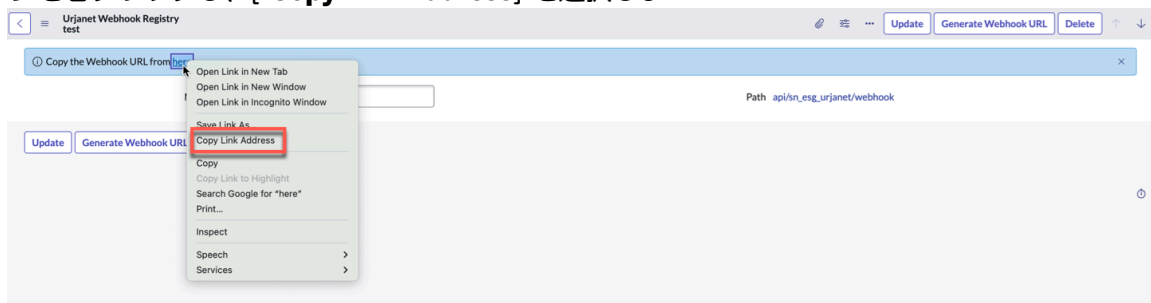 Urjanet Webhook Registry
test
Update
Generate Webhook URL
Delete
Copy the Webhook URL from here
Open Link in New Tab
Open Link in New Window
Open Link in Incognito Window
Save Link As...
Copy Link Address
Copy
Copy Link to Highlight
Search Google for "here"
Print...
Inspect
Speech
Services
Path api/sn_esg_urjanet/webhook
Update
Generate Webhook URL